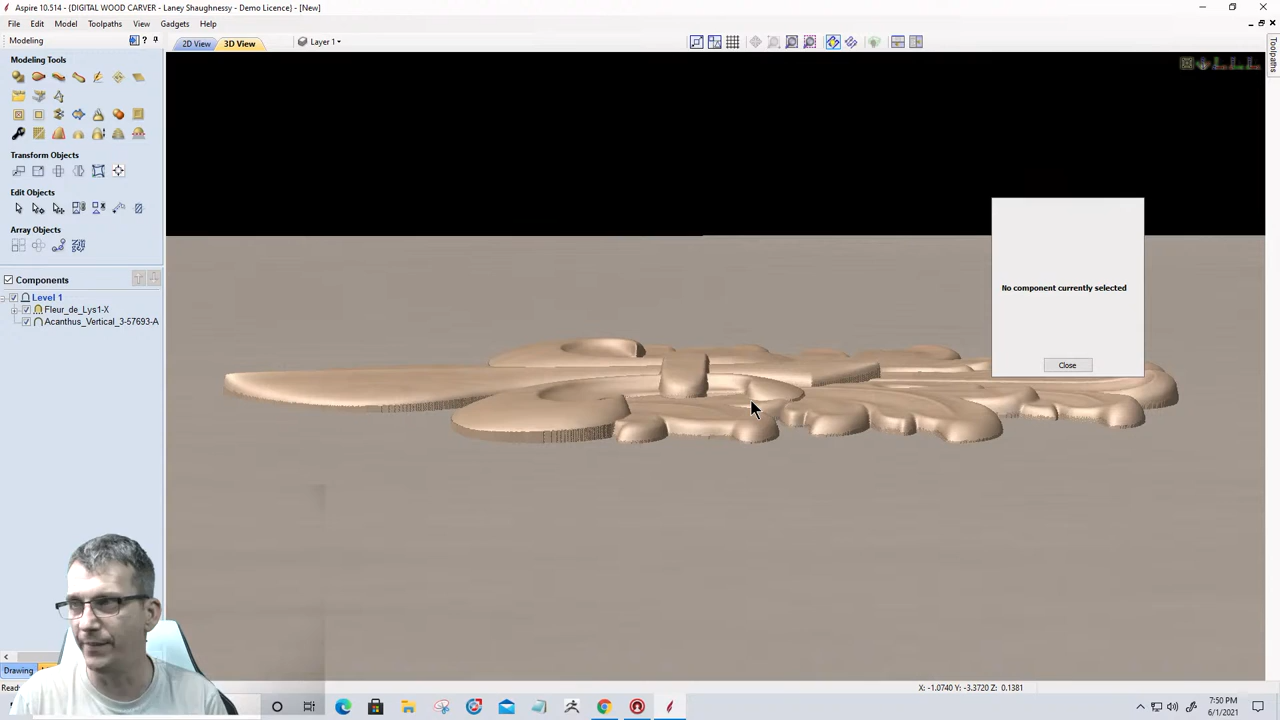 Aspire 10.514 - (DIGITAL WOOD CARVER - Laney Shaughnessy - Demo Licence) - [New]
File Edit Model Toolpaths View Gadgets Help
Modeling
2D View 3D View Layer 1
Toolpaths
Modeling Tools
Transform Objects
Edit Objects
Array Objects
Components
Level 1
Fleur_de_Lys1-X
Acanthus_Vertical_3-57693-A
No component currently selected
Close
Drawing
X: -1.0740 Y: -3.3720 Z: 0.1381
7:50 PM
6/1/2021